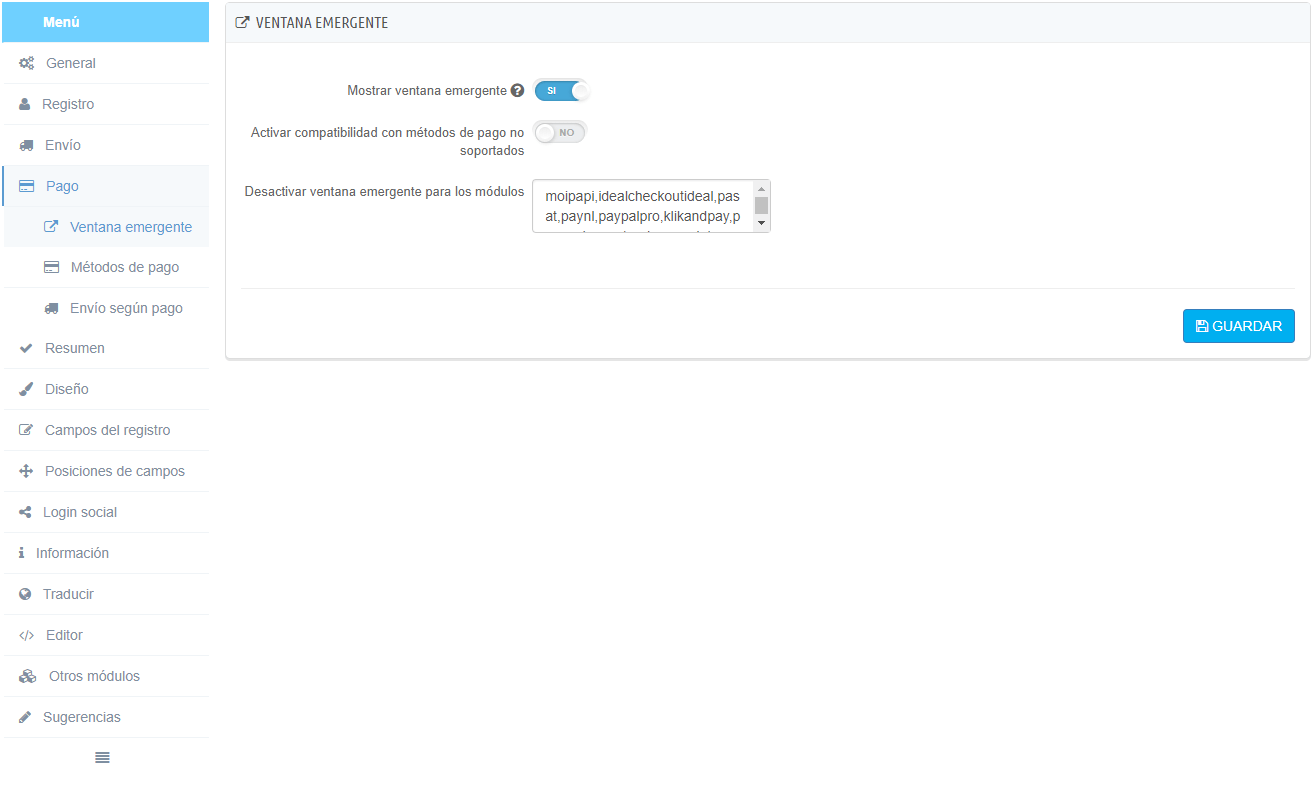 Menú
General
Registro
Envío
Pago
Ventana emergente
Métodos de pago
Envío según pago
Resumen
Diseño
Campos del registro
Posiciones de campos
Login social
Información
Traducir
Editor
Otros módulos
Sugerencias
VENTANA EMERGENTE
Mostrar ventana emergente
SI
Activar compatibilidad con métodos de pago no
soportados
NO
Desactivar ventana emergente para los módulos
moipapi,idealcheckoutideal,pas
at,paynl,paypalpro,klikandpay,p
GUARDAR